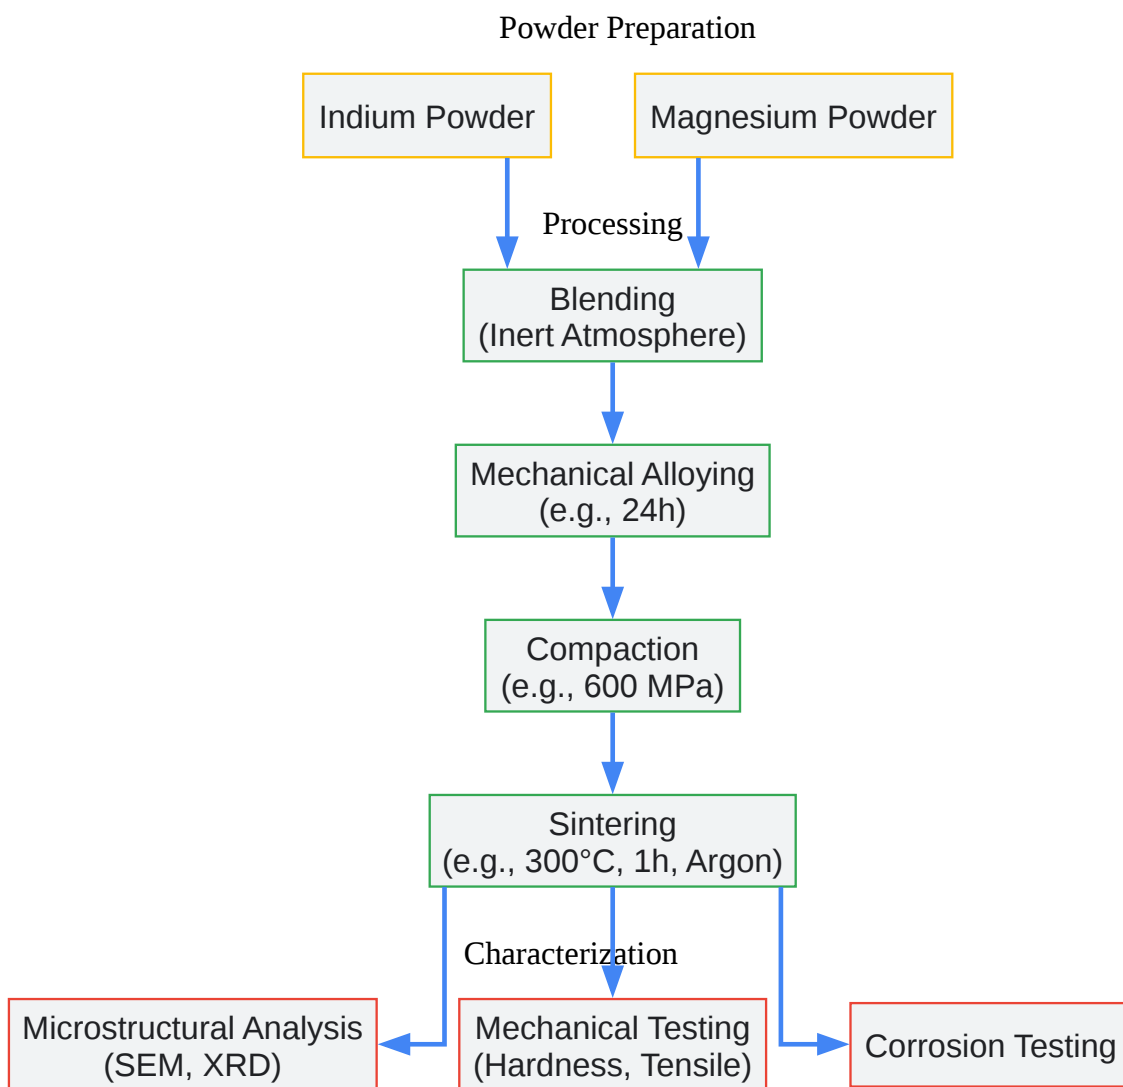 Powder Preparation
Indium Powder
Magnesium Powder
Processing
Blending
(Inert Atmosphere)
Mechanical Alloying
(e.g., 24h)
Compaction
(e.g., 600 MPa)
Sintering
(e.g., 300°C, 1h, Argon)
Characterization
Microstructural Analysis
(SEM, XRD)
Mechanical Testing
(Hardness, Tensile)
Corrosion Testing